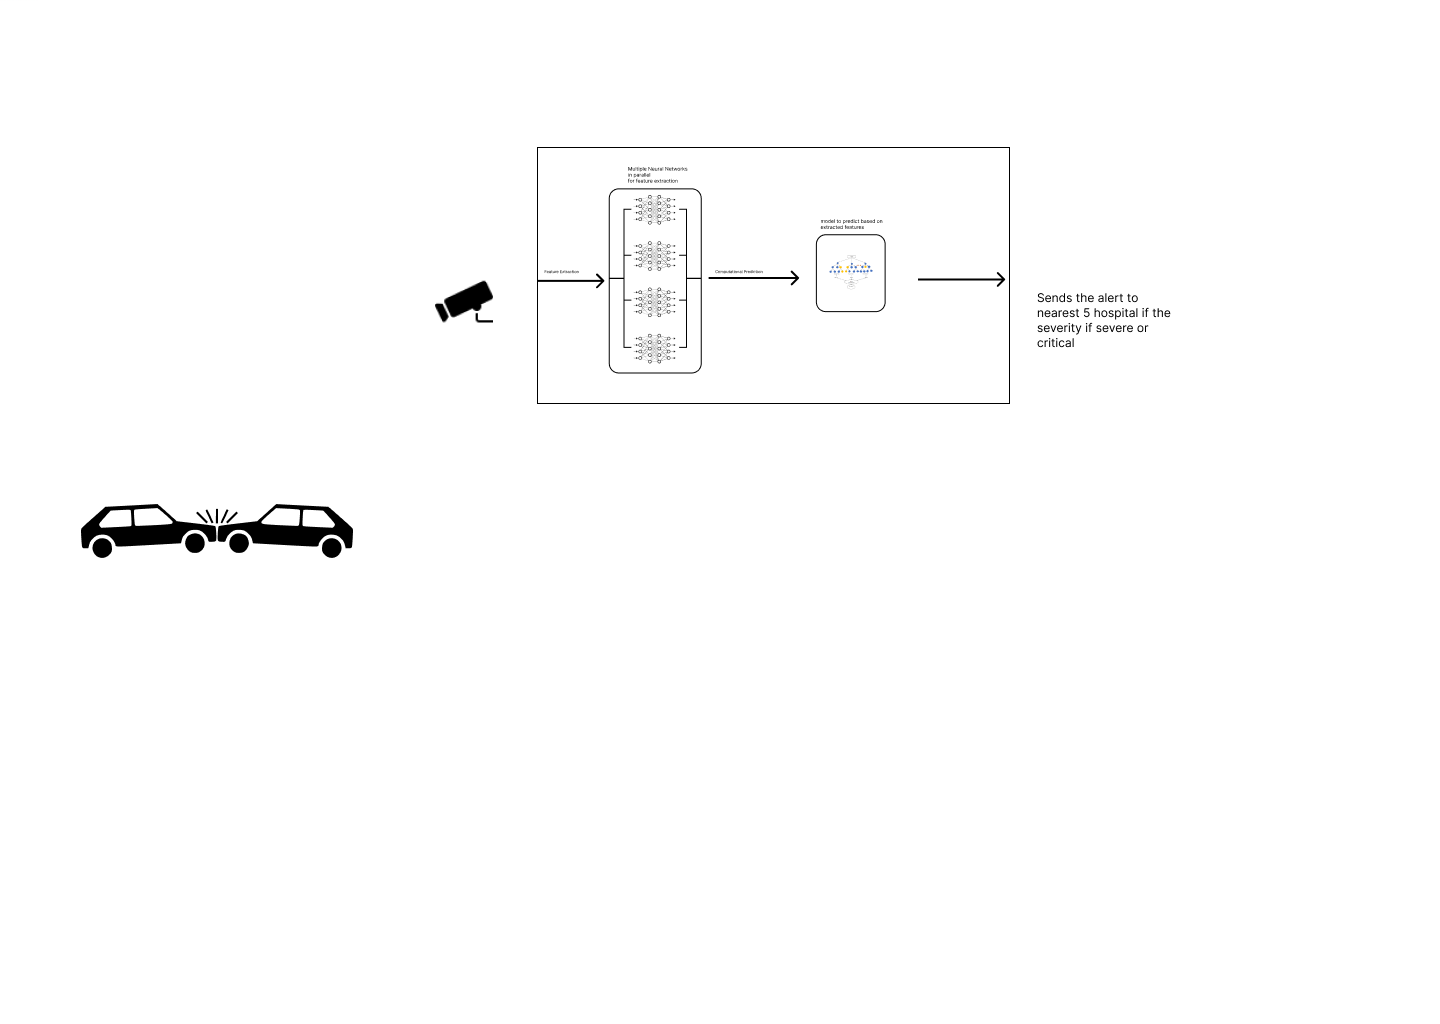 Multiple Neural Networks
in parallel
for feature extraction
model to predict based on
extracted features
Feature Extraction
Computational Prediction
Sends the alert to
nearest 5 hospital if the
severity if severe or
critical